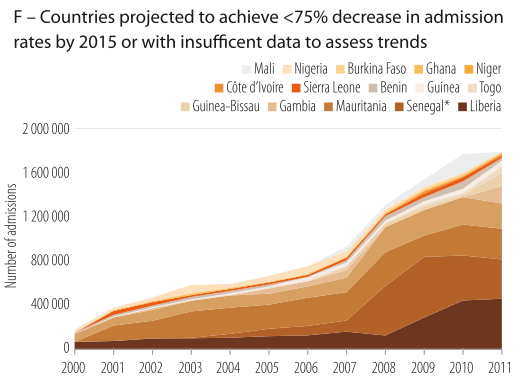 F – Countries projected to achieve <75% decrease in admission
rates by 2015 or with insufficent data to assess trends
Mali Nigeria Burkina Faso Ghana Niger
Côte d'Ivoire Sierra Leone Benin Guinea Togo
Guinea-Bissau Gambia Mauritania Senegal* Liberia
Number of admissions
2 000 000
1 600 000
1 200 000
800 000
400 000
0
2000 2001 2002 2003 2004 2005 2006 2007 2008 2009 2010 2011